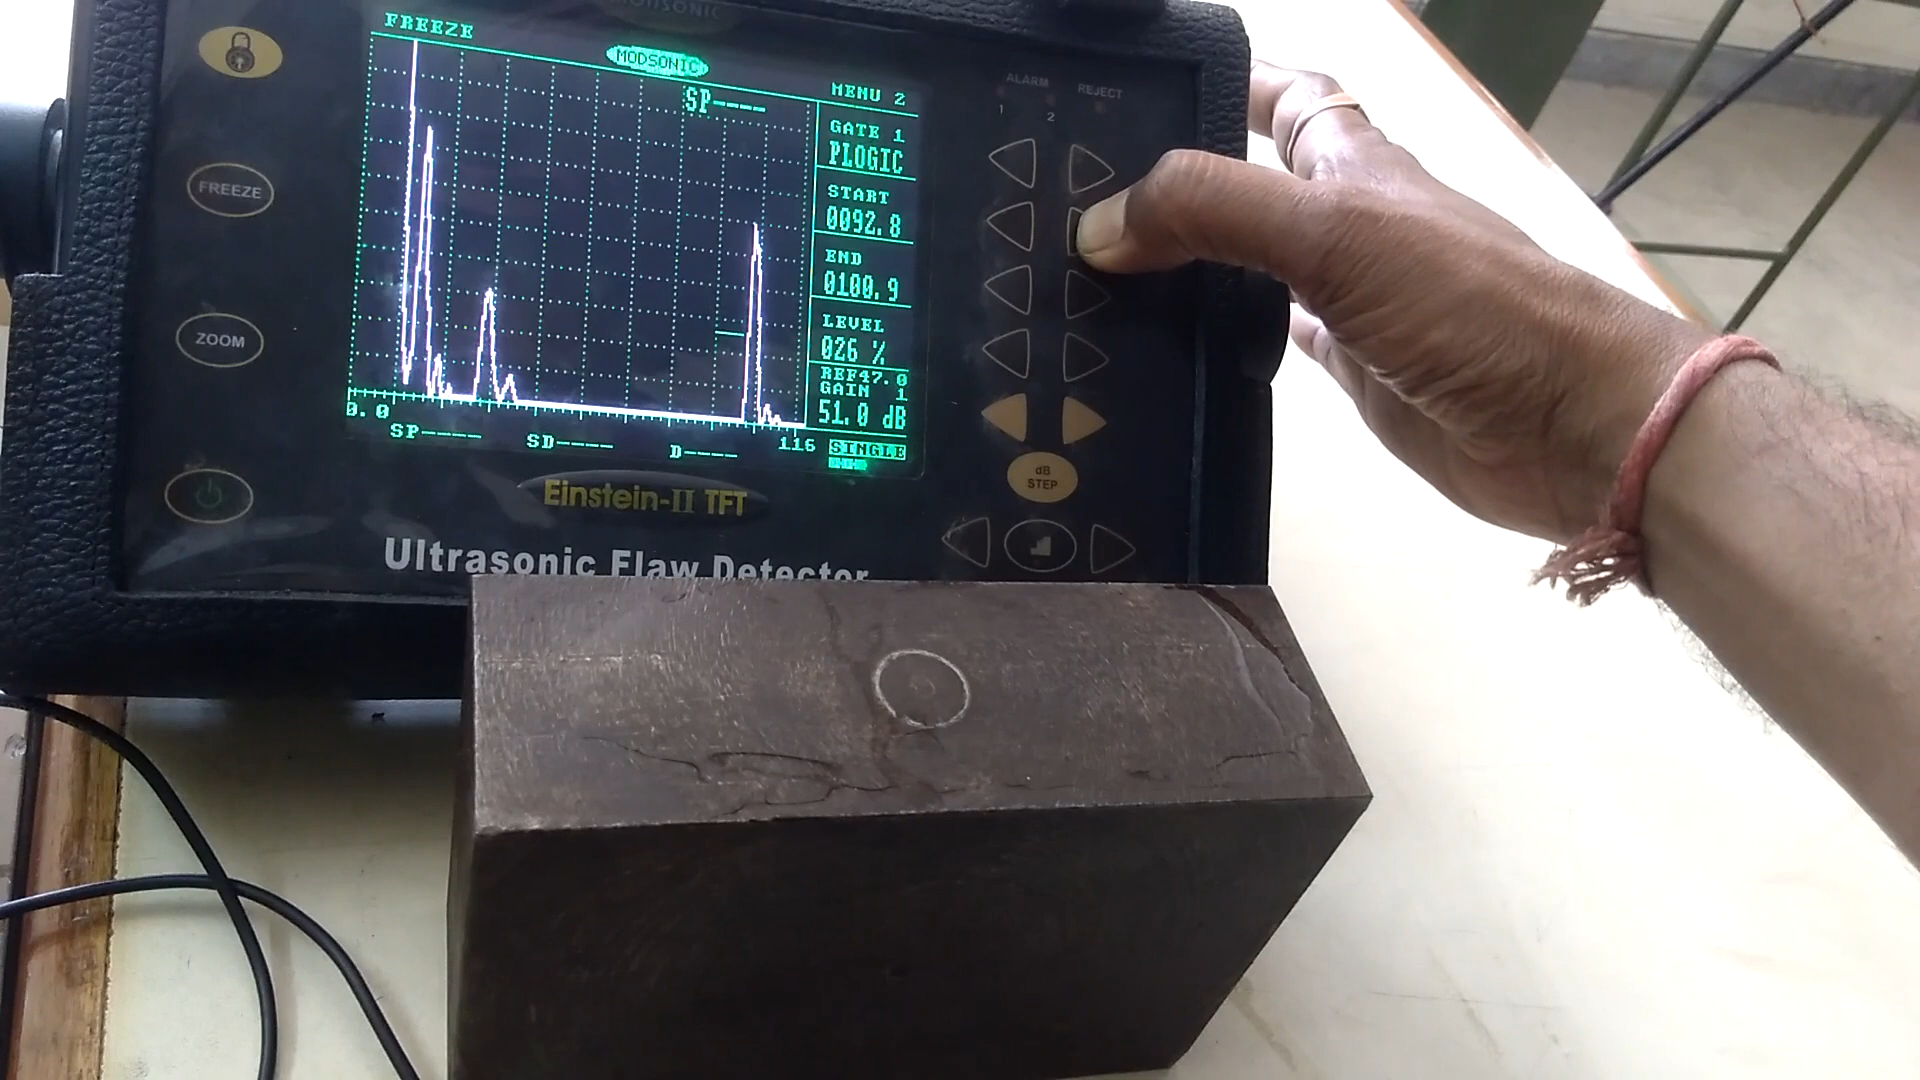 MODSONIC
FREEZE
MODSONIC
MENU 2
SP----
GATE 1
PLOGIC
START
0092.8
END
0100.9
LEVEL
026 %
REF47.0
GAIN 1
51.0 dB
0.0
116
SP---- SD---- D----
SINGLE
FREEZE
ZOOM
ALARM
REJECT
1
2
dB
STEP
Einstein-II TFT
Ultrasonic Flaw Detector